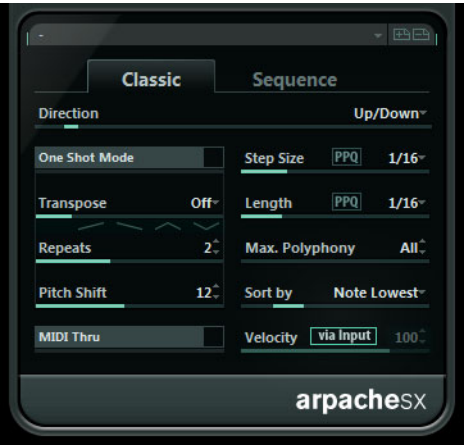 -
Classic Sequence
Direction Up/Down
One Shot Mode Step Size PPQ 1/16
Transpose Off Length PPQ 1/16
Repeats 2 Max. Polyphony All
Pitch Shift 12 Sort by Note Lowest
MIDI Thru Velocity via Input 100
arpacheSX